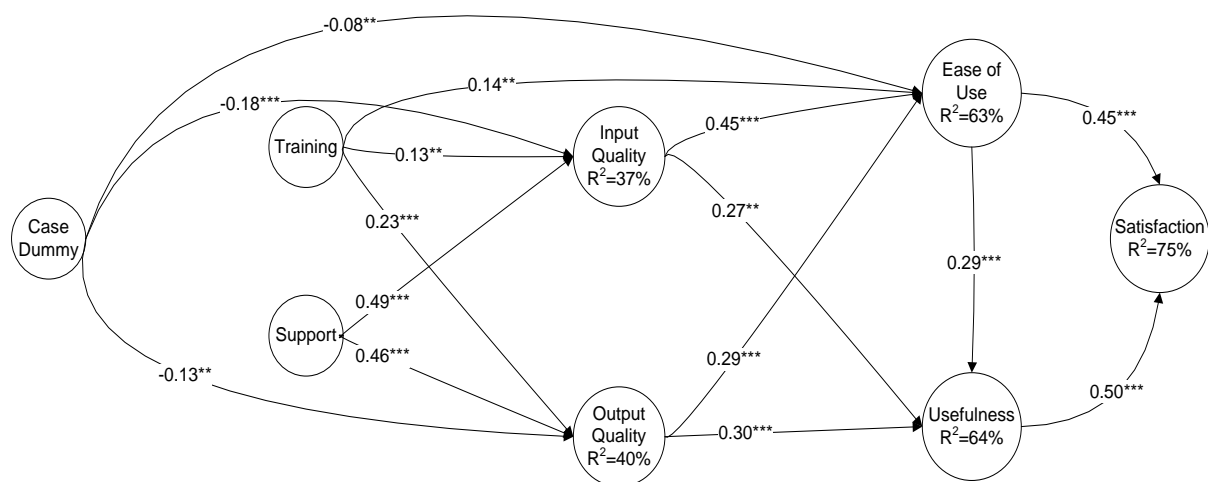 -0.08**
Ease of
Use
R²=63%
0.14**
-0.18***
Training
0.13**
Input
Quality
R²=37%
0.45***
0.45***
Case
Dummy
0.23***
0.27**
Satisfaction
R²=75%
0.29***
0.49***
Support
0.46***
0.29***
-0.13**
Output
Quality
R²=40%
0.30***
Usefulness
R²=64%
0.50***